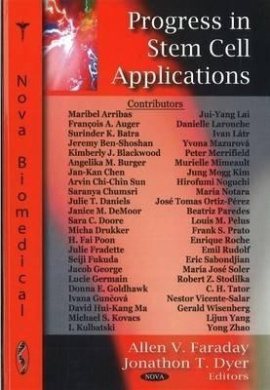 Progress in
Stem Cell
Applications
Nova Biomedical
Contributors
Maribel Arribas
François A. Auger
Surinder K. Batra
Jeremy Ben-Shoshan
Kimberly J. Blackwood
Angelika M. Burger
Jan-Kan Chen
Arvin Chi-Chin Sun
Saranya Chumsri
Julie T. Daniels
Janice M. DeMoor
Sara C. Doore
Micha Drukker
H. Fai Poon
Julie Fradette
Seiji Fukuda
Jacob George
Lucie Germain
Donna E. Goldhawk
Ivana Gunčová
David Hui-Kang Ma
Michael S. Kovacs
I. Kulbatski
Jui-Yang Lai
Danielle Larouche
Ivan Látr
Yvona Mazurová
Peter Merrifield
Murielle Mimeault
Jung Mogg Kim
Hirofumi Noguchi
Maria Notara
José Tomas Ortiz-Pérez
Beatriz Paredes
Louis M. Pelus
Frank S. Prato
Enrique Roche
Emil Rudolf
Eric Sabondjian
Maria José Soler
Robert Z. Stodilka
C. H. Tator
Nestor Vicente-Salar
Gerald Wisenberg
Lijun Yang
Yong Zhao
Allen V. Faraday
Jonathon T. Dyer
Editors
NOVA